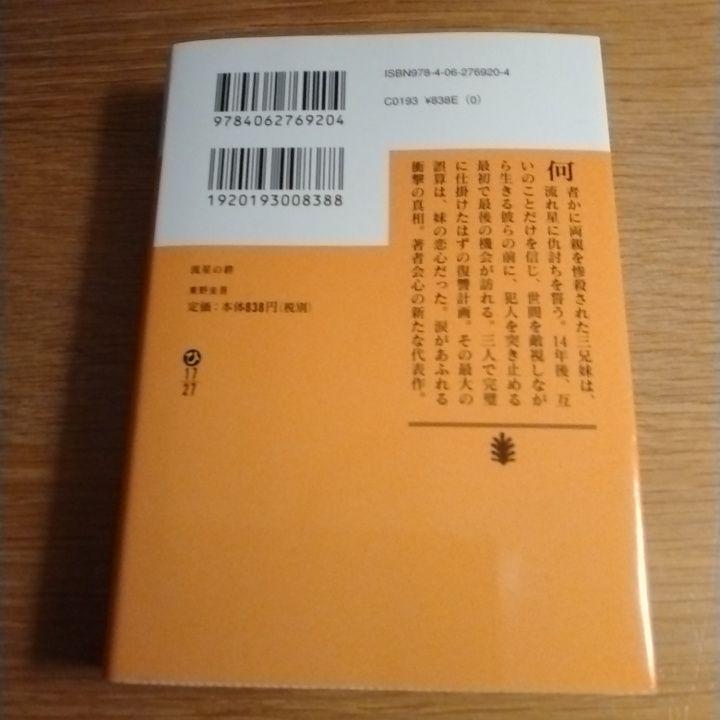 ISBN978-4-06-276920-4
C0193 ¥838E (0)
9784062769204
1920193008388
何者かに両親を惨殺された三兄妹は、
流れ星に仇討ちを誓う。14年後、互
いのことだけを信じ、世間を敵視しなが
ら生きる彼らの前に、犯人を突き止める
最初で最後の機会が訪れる。三人で完璧
に仕掛けたはずの復讐計画。その最大の
誤算は、妹の恋心だった。涙があふれる
衝撃の真相。著者会心の新たな代表作。
流星の絆
東野圭吾
定価:本体838円(税別)
ひ
17
27